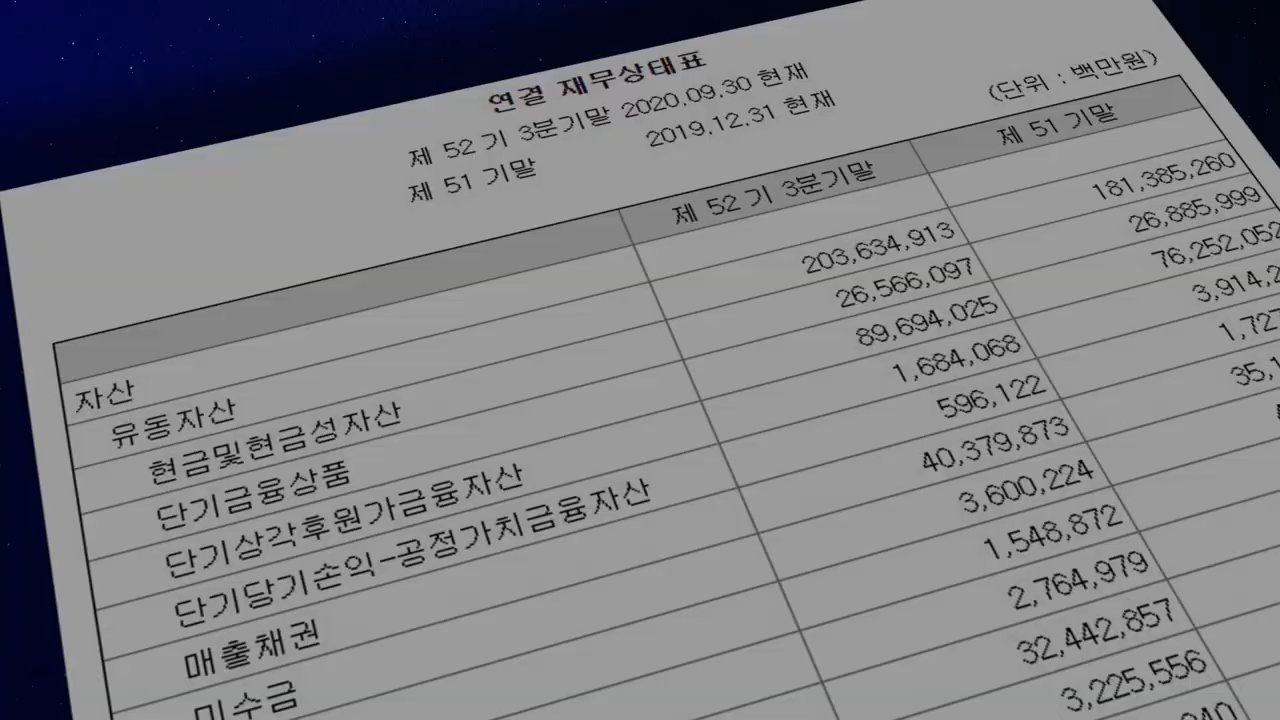 연결 재무상태표
제 52 기 3분기말 2020.09.30 현재
제 51 기말 2019.12.31 현재
(단위 : 백만원)
제 52 기 3분기말 제 51 기말
자산
유동자산 203,634,913 181,385,260
현금및현금성자산 26,566,097 26,885,999
단기금융상품 89,694,025 76,252,052
단기상각후원가금융자산 1,684,068
단기당기손익-공정가치금융자산 596,122
매출채권 40,379,873
미수금 3,600,224
1,548,872
2,764,979
32,442,857
3,225,556